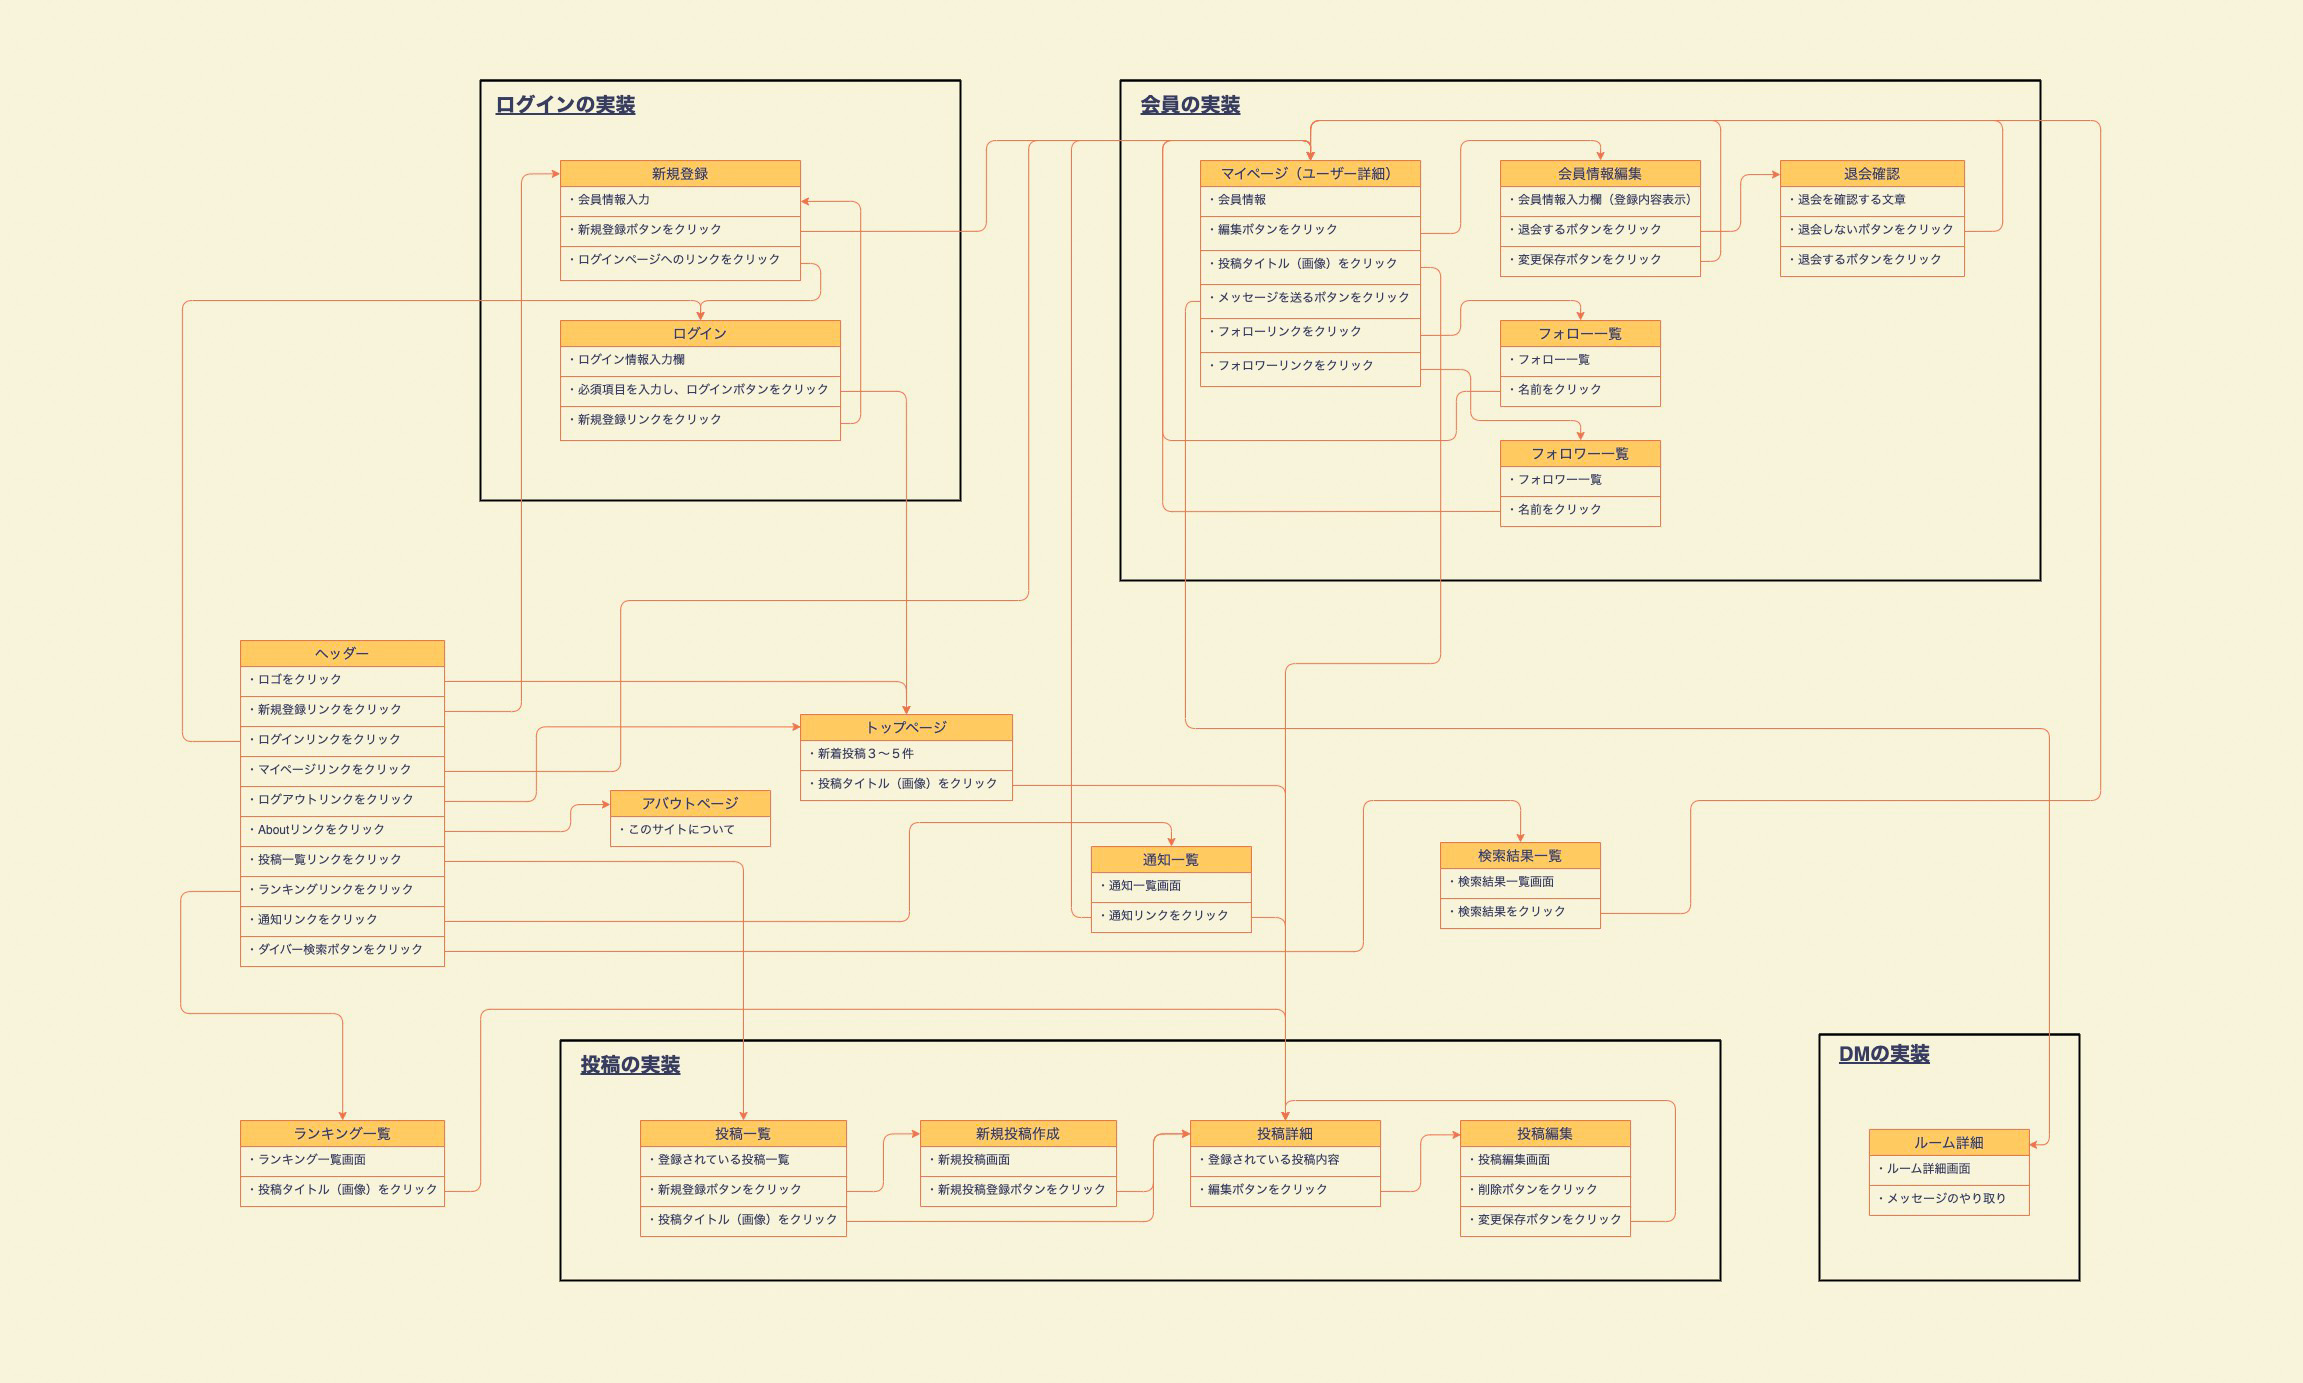 ログインの実装
新規登録
・会員情報入力
・新規登録ボタンをクリック
・ログインページへのリンクをクリック
ログイン
・ログイン情報入力欄
・必須項目を入力し、ログインボタンをクリック
・新規登録リンクをクリック
会員の実装
マイページ（ユーザー詳細）
・会員情報
・編集ボタンをクリック
・投稿タイトル（画像）をクリック
・メッセージを送るボタンをクリック
・フォローリンクをクリック
・フォロワーリンクをクリック
会員情報編集
・会員情報入力欄（登録内容表示）
・退会するボタンをクリック
・変更保存ボタンをクリック
退会確認
・退会を確認する文章
・退会しないボタンをクリック
・退会するボタンをクリック
フォロー一覧
・フォロー一覧
・名前をクリック
フォロワー一覧
・フォロワー一覧
・名前をクリック
ヘッダー
・ロゴをクリック
・新規登録リンクをクリック
・ログインリンクをクリック
・マイページリンクをクリック
・ログアウトリンクをクリック
・Aboutリンクをクリック
・投稿一覧リンクをクリック
・ランキングリンクをクリック
・通知リンクをクリック
・ダイバー検索ボタンをクリック
トップページ
・新着投稿３〜５件
・投稿タイトル（画像）をクリック
アバウトページ
・このサイトについて
通知一覧
・通知一覧画面
・通知リンクをクリック
検索結果一覧
・検索結果一覧画面
・検索結果をクリック
ランキング一覧
・ランキング一覧画面
・投稿タイトル（画像）をクリック
投稿の実装
投稿一覧
・登録されている投稿一覧
・新規登録ボタンをクリック
・投稿タイトル（画像）をクリック
新規投稿作成
・新規投稿画面
・新規投稿登録ボタンをクリック
投稿詳細
・登録されている投稿内容
・編集ボタンをクリック
投稿編集
・投稿編集画面
・削除ボタンをクリック
・変更保存ボタンをクリック
DMの実装
ルーム詳細
・ルーム詳細画面
・メッセージのやり取り